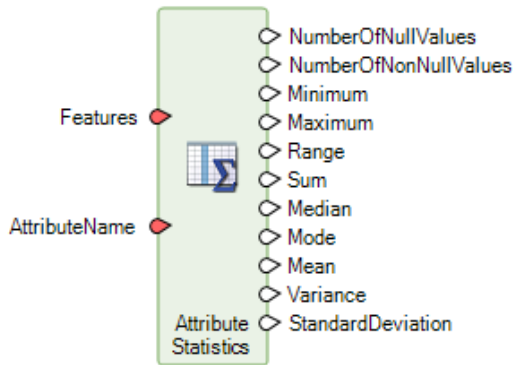 Features
AttributeName
NumberOfNullValues
NumberOfNonNullValues
Minimum
Maximum
Range
Sum
Median
Mode
Mean
Variance
StandardDeviation
Attribute
Statistics